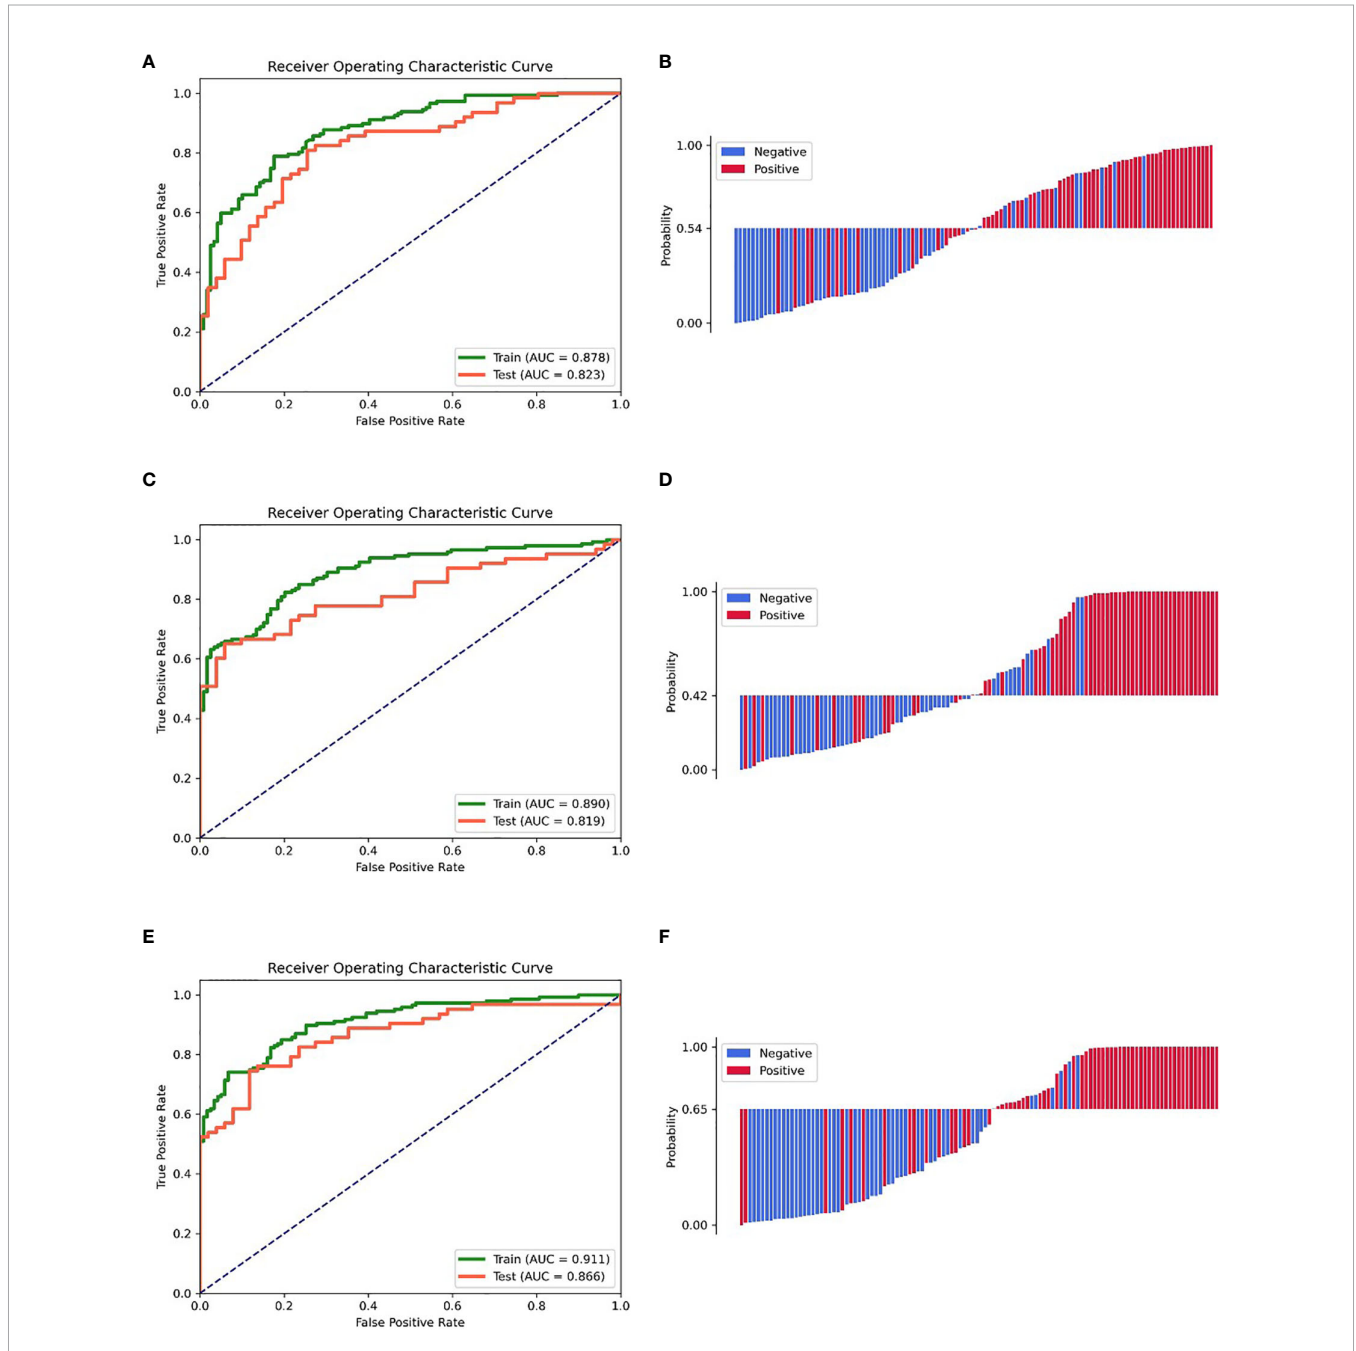 A
Receiver Operating Characteristic Curve
True Positive Rate
1.0
0.8
0.6
0.4
0.2
0.0
Train (AUC = 0.878)
Test (AUC = 0.823)
0.0 0.2 0.4 0.6 0.8 1.0
False Positive Rate
B
Probability
1.00
0.54
0.00
Negative
Positive
C
Receiver Operating Characteristic Curve
True Positive Rate
1.0
0.8
0.6
0.4
0.2
0.0
Train (AUC = 0.890)
Test (AUC = 0.819)
0.0 0.2 0.4 0.6 0.8 1.0
False Positive Rate
D
Probability
1.00
0.42
0.00
Negative
Positive
E
Receiver Operating Characteristic Curve
True Positive Rate
1.0
0.8
0.6
0.4
0.2
0.0
Train (AUC = 0.911)
Test (AUC = 0.866)
0.0 0.2 0.4 0.6 0.8 1.0
False Positive Rate
F
Probability
1.00
0.65
0.00
Negative
Positive